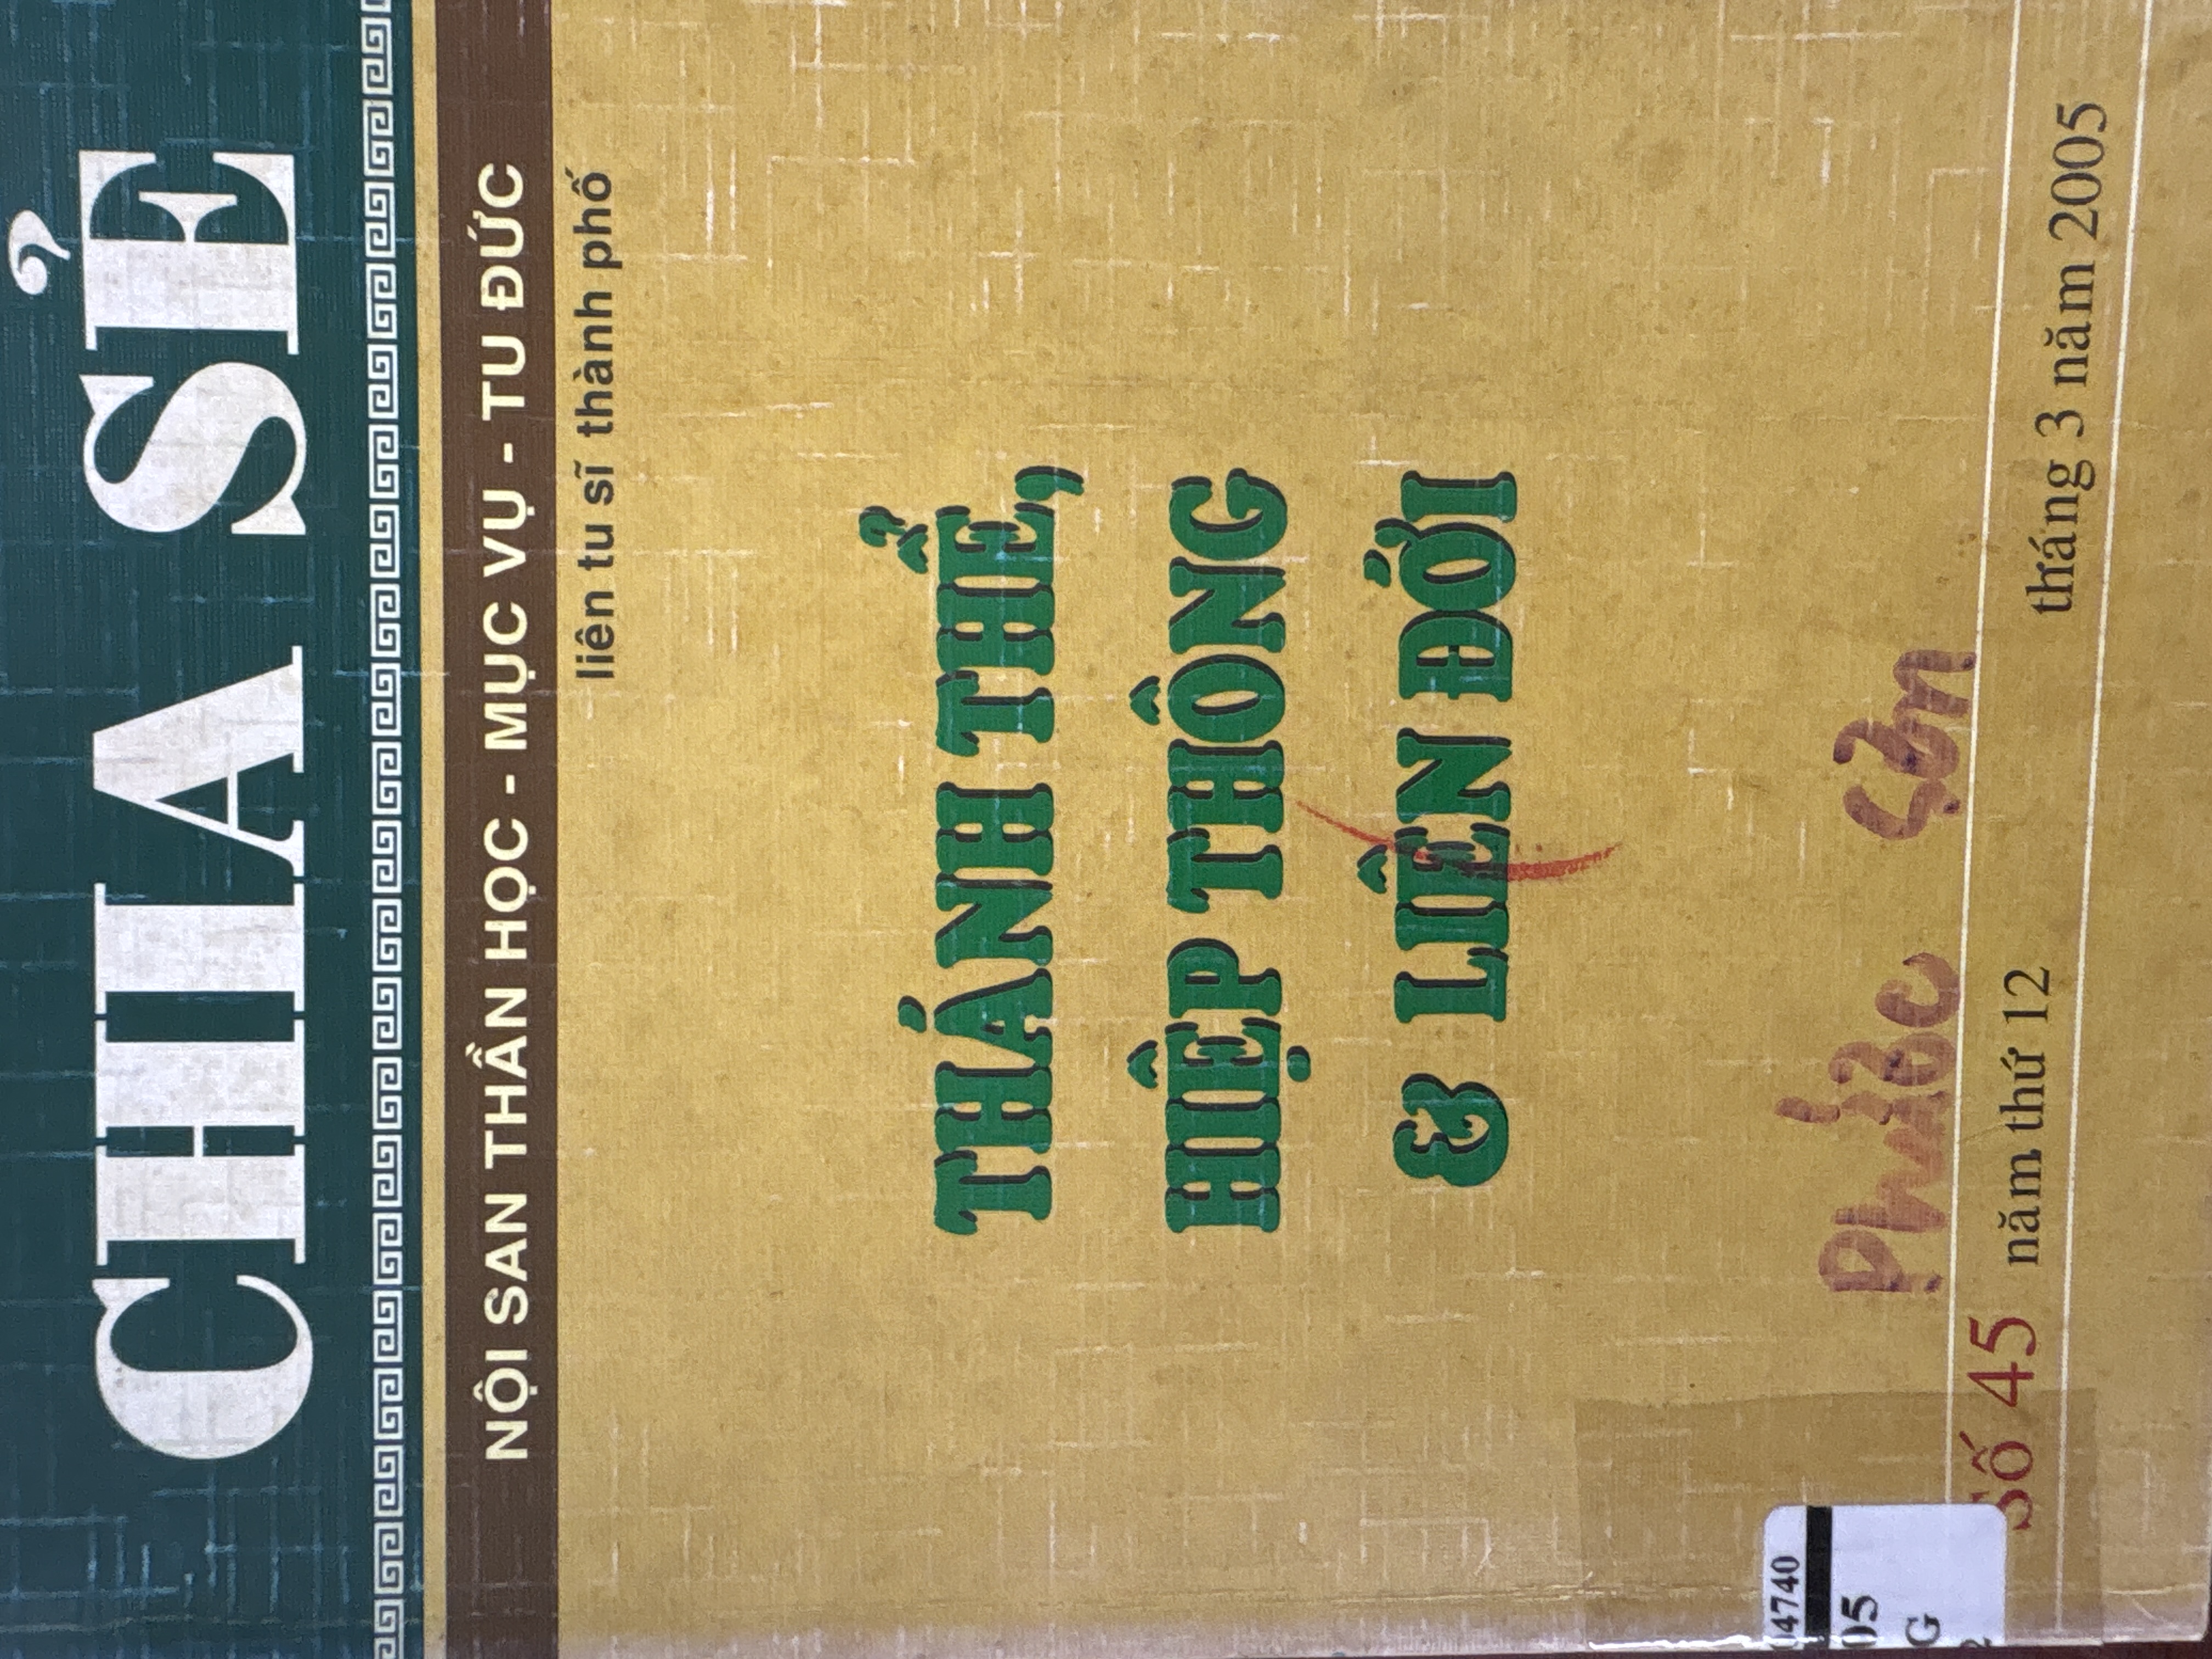 CHIA SẺ
NỘI SAN THẦN HỌC - MỤC VỤ - TU ĐỨC
liên tu sĩ thành phố
THÁNH THỂ,
HIỆP THÔNG
& LIÊN ĐỚI
Phước Sơn
Số 45 năm thứ 12 tháng 3 năm 2005
4740
05
G